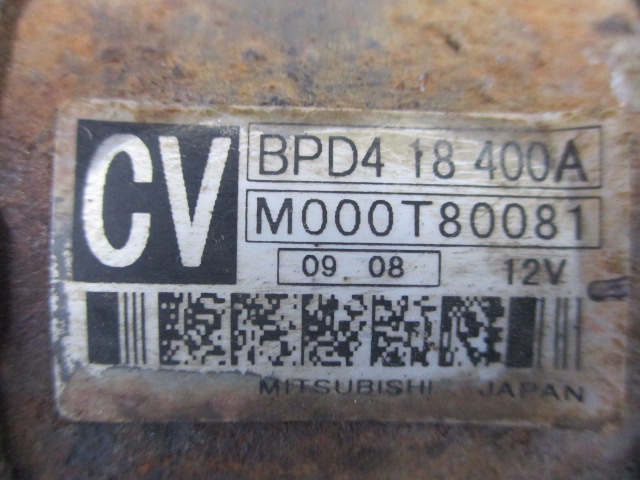 CV
BPD4 18 400A
M000T80081
09 08 12V
MITSUBISHI JAPAN